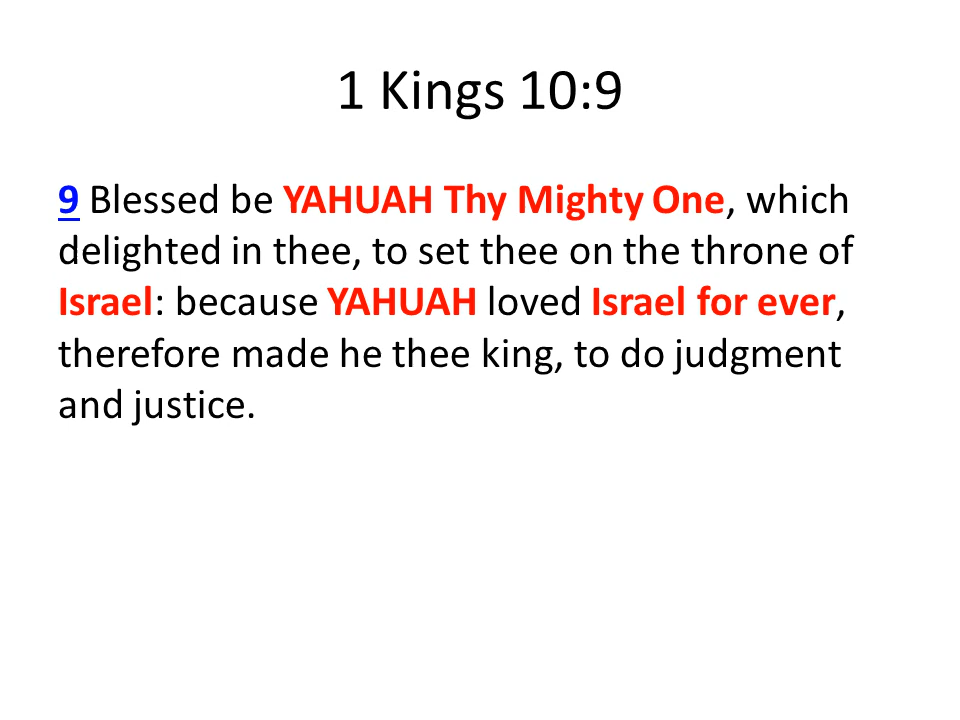 1 Kings 10:9
9 Blessed be YAHUAH Thy Mighty One, which
delighted in thee, to set thee on the throne of
Israel: because YAHUAH loved Israel for ever,
therefore made he thee king, to do judgment
and justice.